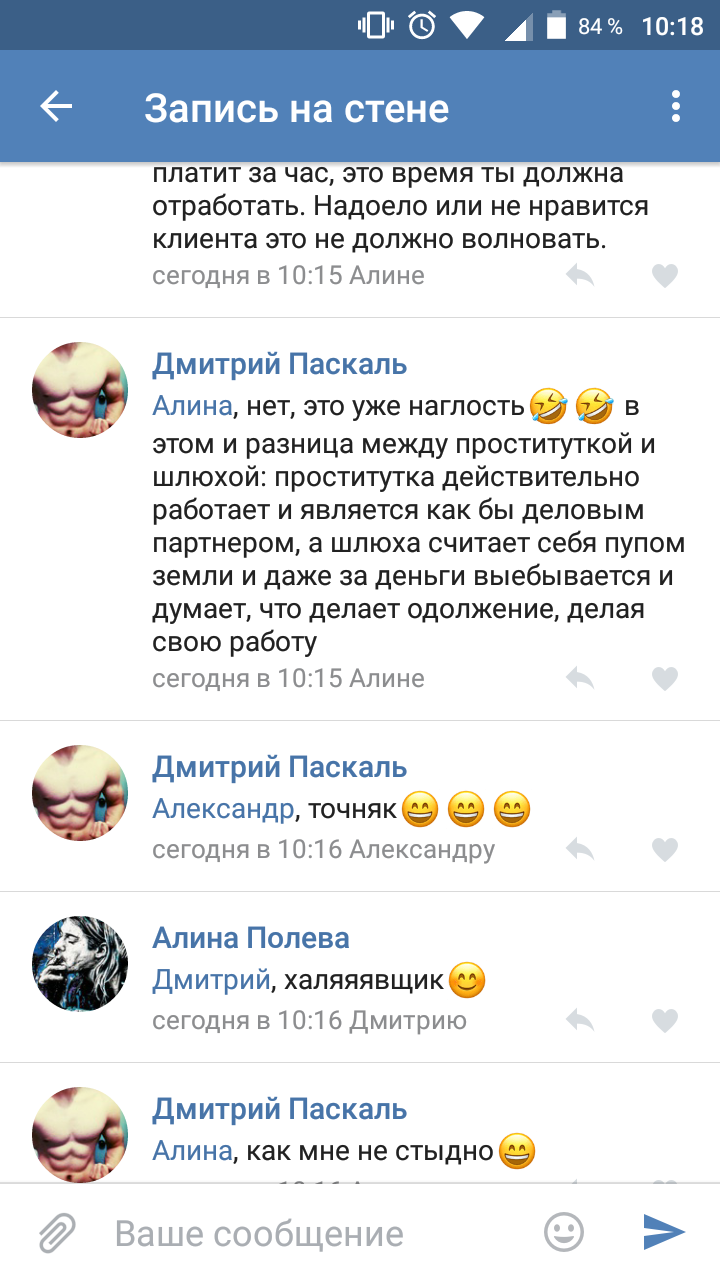 84 % 10:18
Запись на стене
платит за час, это время ты должна
отработать. Надоело или не нравится
клиента это не должно волновать.
сегодня в 10:15 Алине
Дмитрий Паскаль
Алина, нет, это уже наглость🤣🤣 в
этом и разница между проституткой и
шлюхой: проститутка действительно
работает и является как бы деловым
партнером, а шлюха считает себя пупом
земли и даже за деньги выебывается и
думает, что делает одолжение, делая
свою работу
сегодня в 10:15 Алине
Дмитрий Паскаль
Александр, точняк😄😄😄
сегодня в 10:16 Александру
Алина Полева
Дмитрий, халяяявщик😊
сегодня в 10:16 Дмитрию
Дмитрий Паскаль
Алина, как мне не стыдно😄
Ваше сообщение